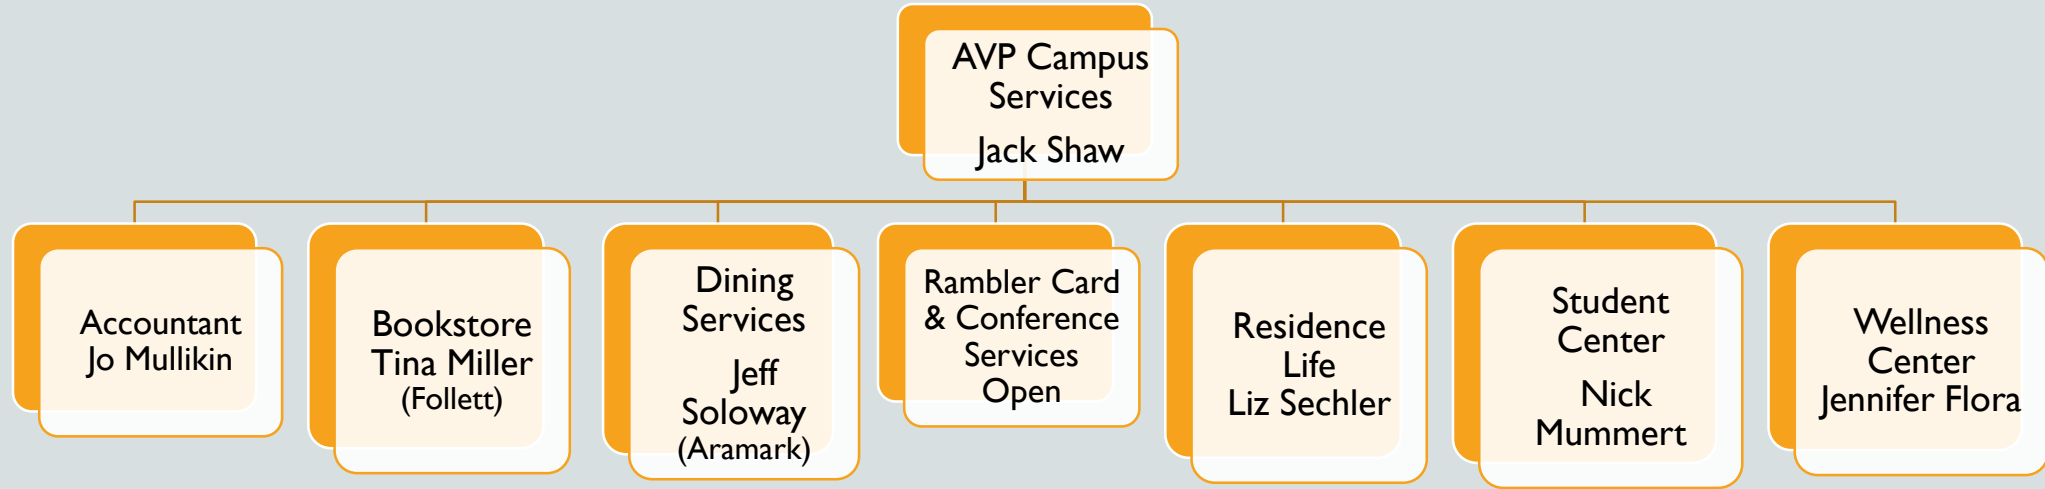 AVP Campus
Services
Jack Shaw
Accountant
Jo Mullikin
Bookstore
Tina Miller
(Follett)
Dining
Services
Jeff
Soloway
(Aramark)
Rambler Card
& Conference
Services
Open
Residence
Life
Liz Sechler
Student
Center
Nick
Mummert
Wellness
Center
Jennifer Flora